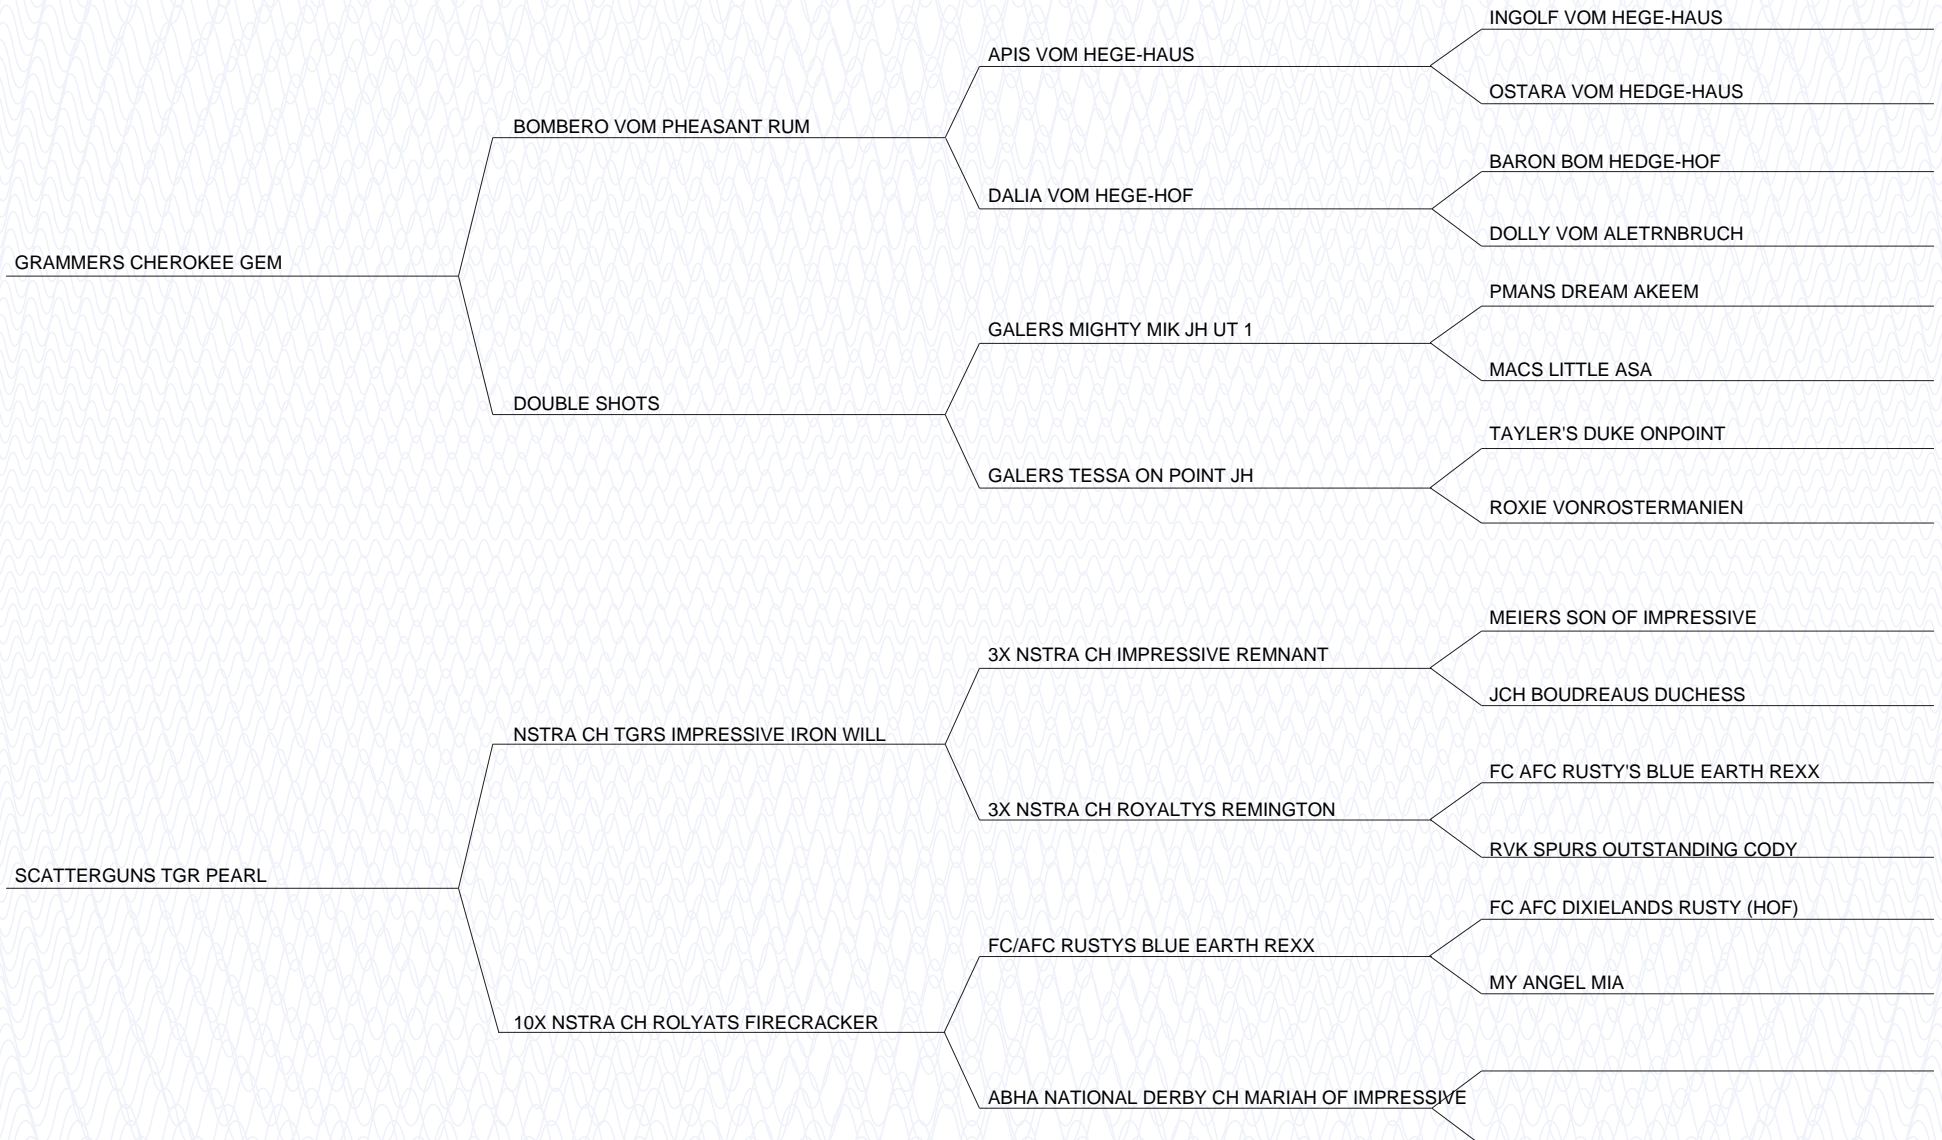 INGOLF VOM HEGE-HAUS
APIS VOM HEGE-HAUS
OSTARA VOM HEDGE-HAUS
BOMBERO VOM PHEASANT RUM
BARON BOM HEDGE-HOF
DALIA VOM HEGE-HOF
DOLLY VOM ALETRNBRUCH
GRAMMERS CHEROKEE GEM
PMANS DREAM AKEEM
GALERS MIGHTY MIK JH UT 1
MACS LITTLE ASA
DOUBLE SHOTS
TAYLER'S DUKE ONPOINT
GALERS TESSA ON POINT JH
ROXIE VONROSTERMANIEN
MEIERS SON OF IMPRESSIVE
3X NSTRA CH IMPRESSIVE REMNANT
JCH BOUDREAUS DUCHESS
NSTRA CH TGRS IMPRESSIVE IRON WILL
FC AFC RUSTY'S BLUE EARTH REXX
3X NSTRA CH ROYALTYS REMINGTON
RVK SPURS OUTSTANDING CODY
SCATTERGUNS TGR PEARL
FC AFC DIXIELANDS RUSTY (HOF)
FC/AFC RUSTYS BLUE EARTH REXX
MY ANGEL MIA
10X NSTRA CH ROLYATS FIRECRACKER
ABHA NATIONAL DERBY CH MARIAH OF IMPRESSIVE